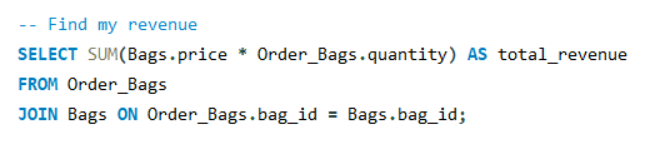 -- Find my revenue
SELECT SUM(Bags.price * Order_Bags.quantity) AS total_revenue
FROM Order_Bags
JOIN Bags ON Order_Bags.bag_id = Bags.bag_id;